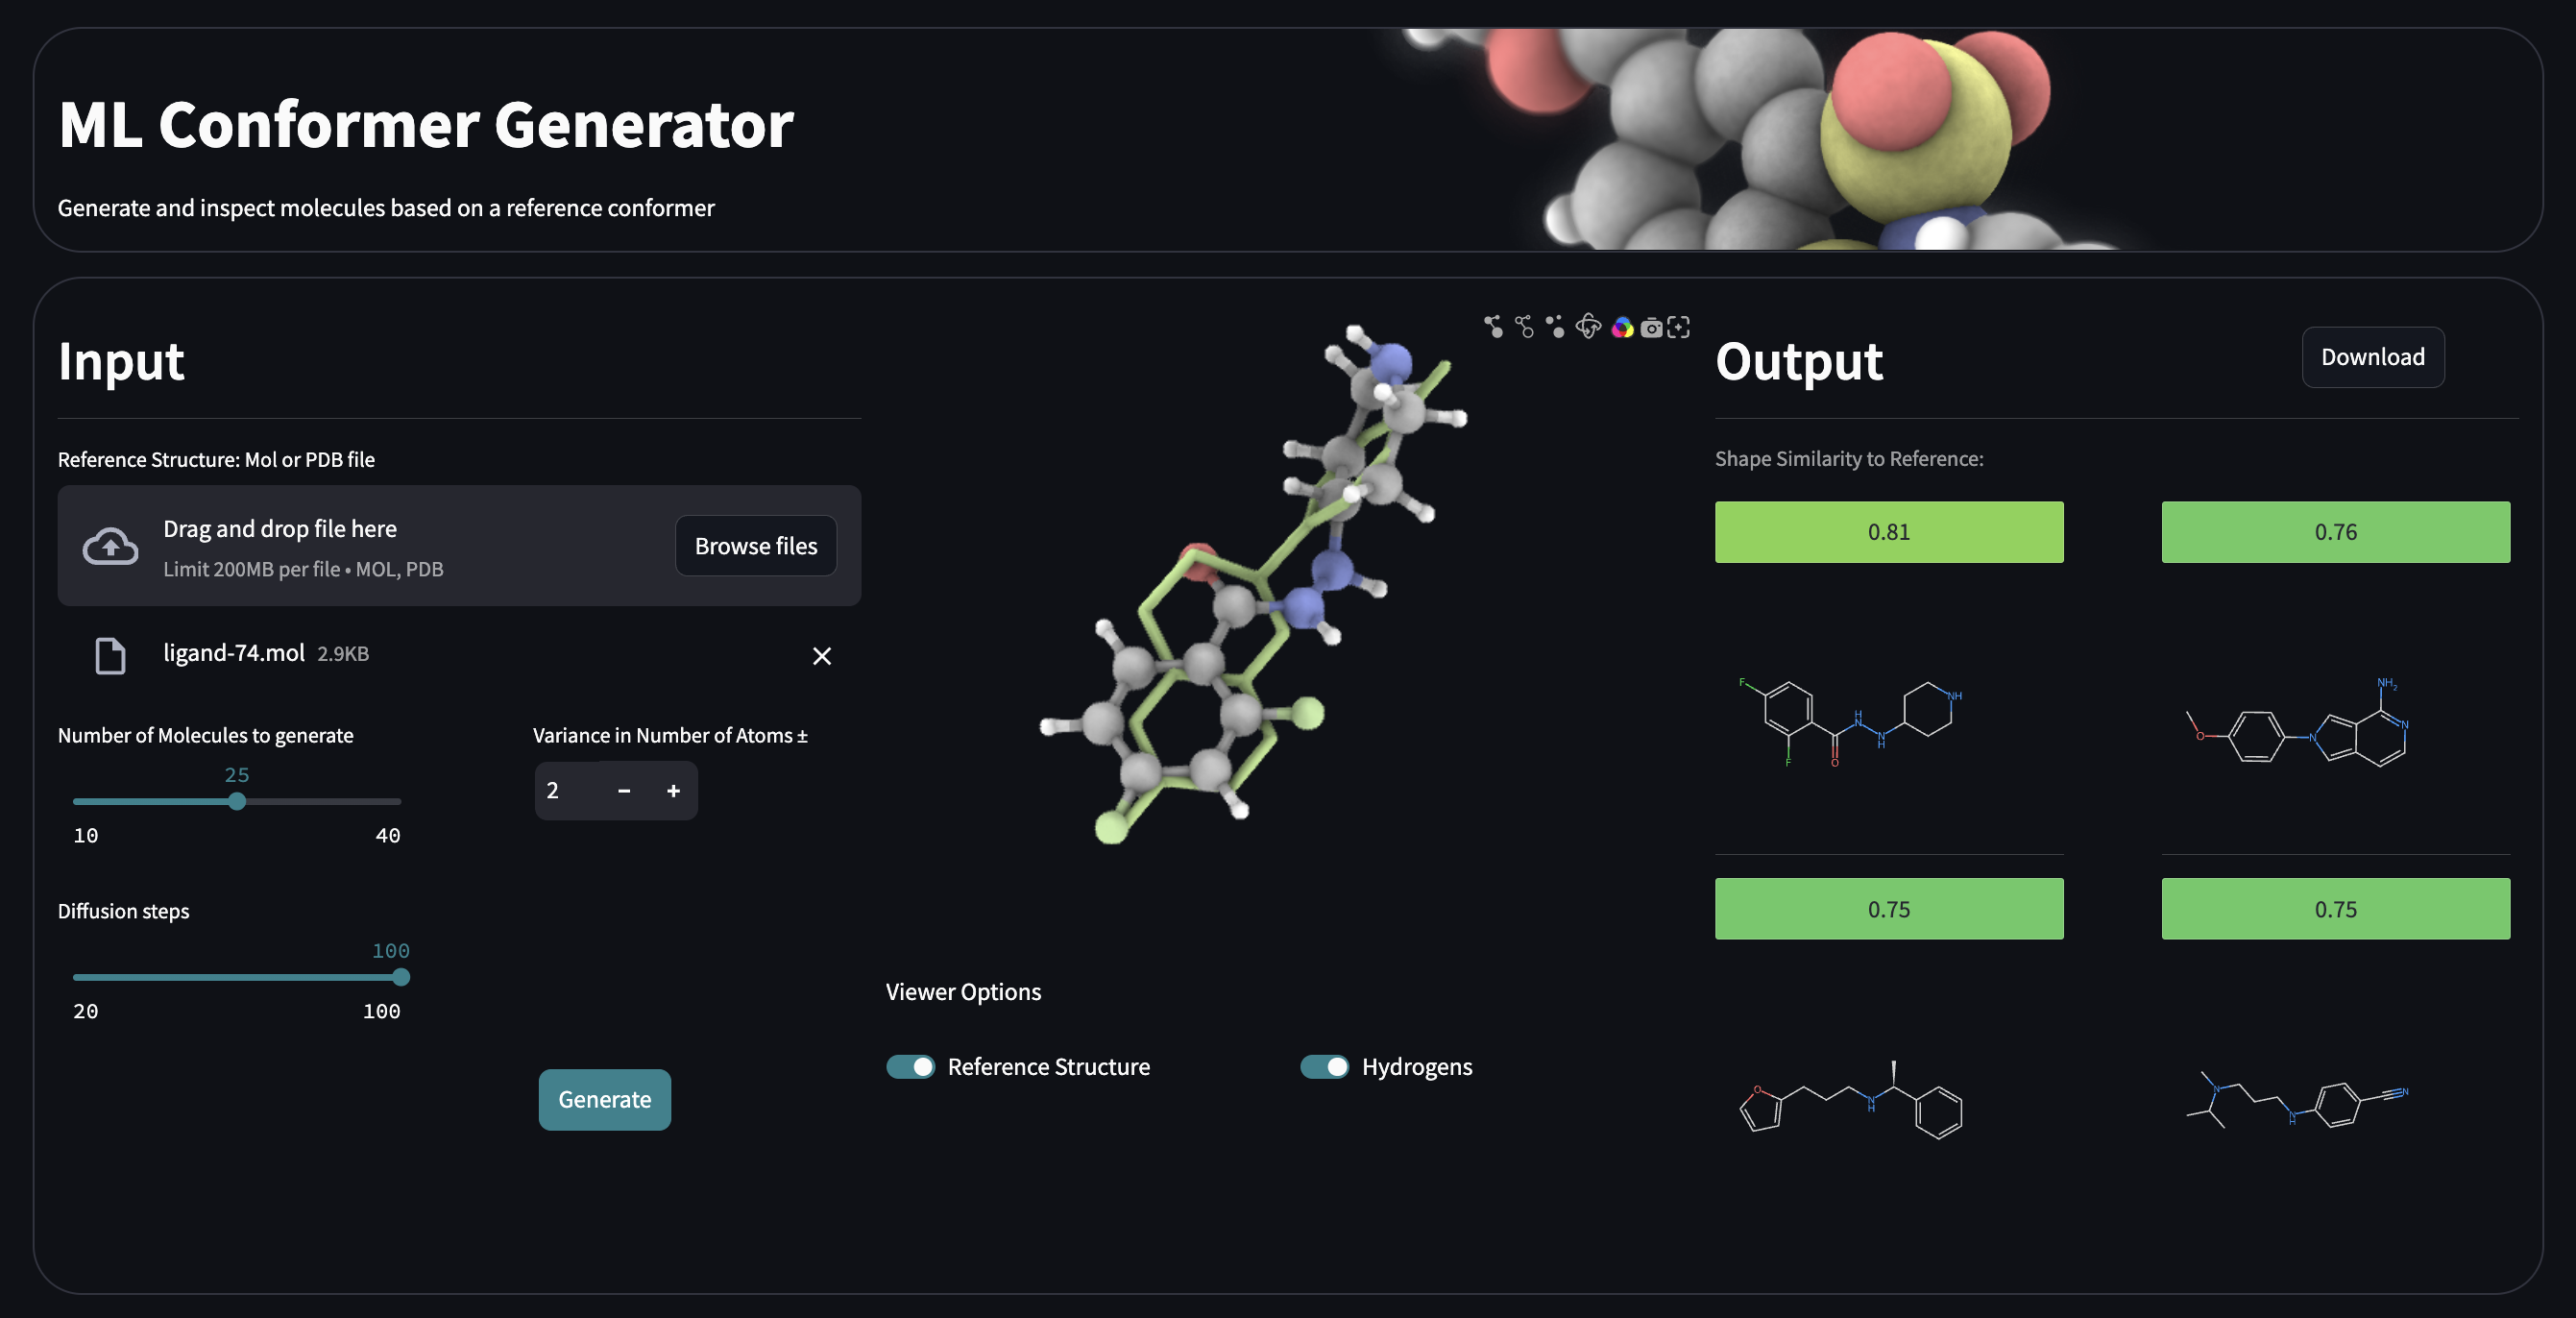 ML Conformer Generator
Generate and inspect molecules based on a reference conformer
Input
Reference Structure: Mol or PDB file
Drag and drop file here
Limit 200MB per file • MOL, PDB
Browse files
ligand-74.mol 2.9KB
Number of Molecules to generate
25
10 40
Variance in Number of Atoms ±
2 − +
Diffusion steps
100
20 100
Generate
Viewer Options
Reference Structure
Hydrogens
Output
Download
Shape Similarity to Reference:
0.81
0.76
F
F
O
H
N
N
H
NH
O
N
NH2
N
0.75
0.75
O
N
H
N
N
H
N